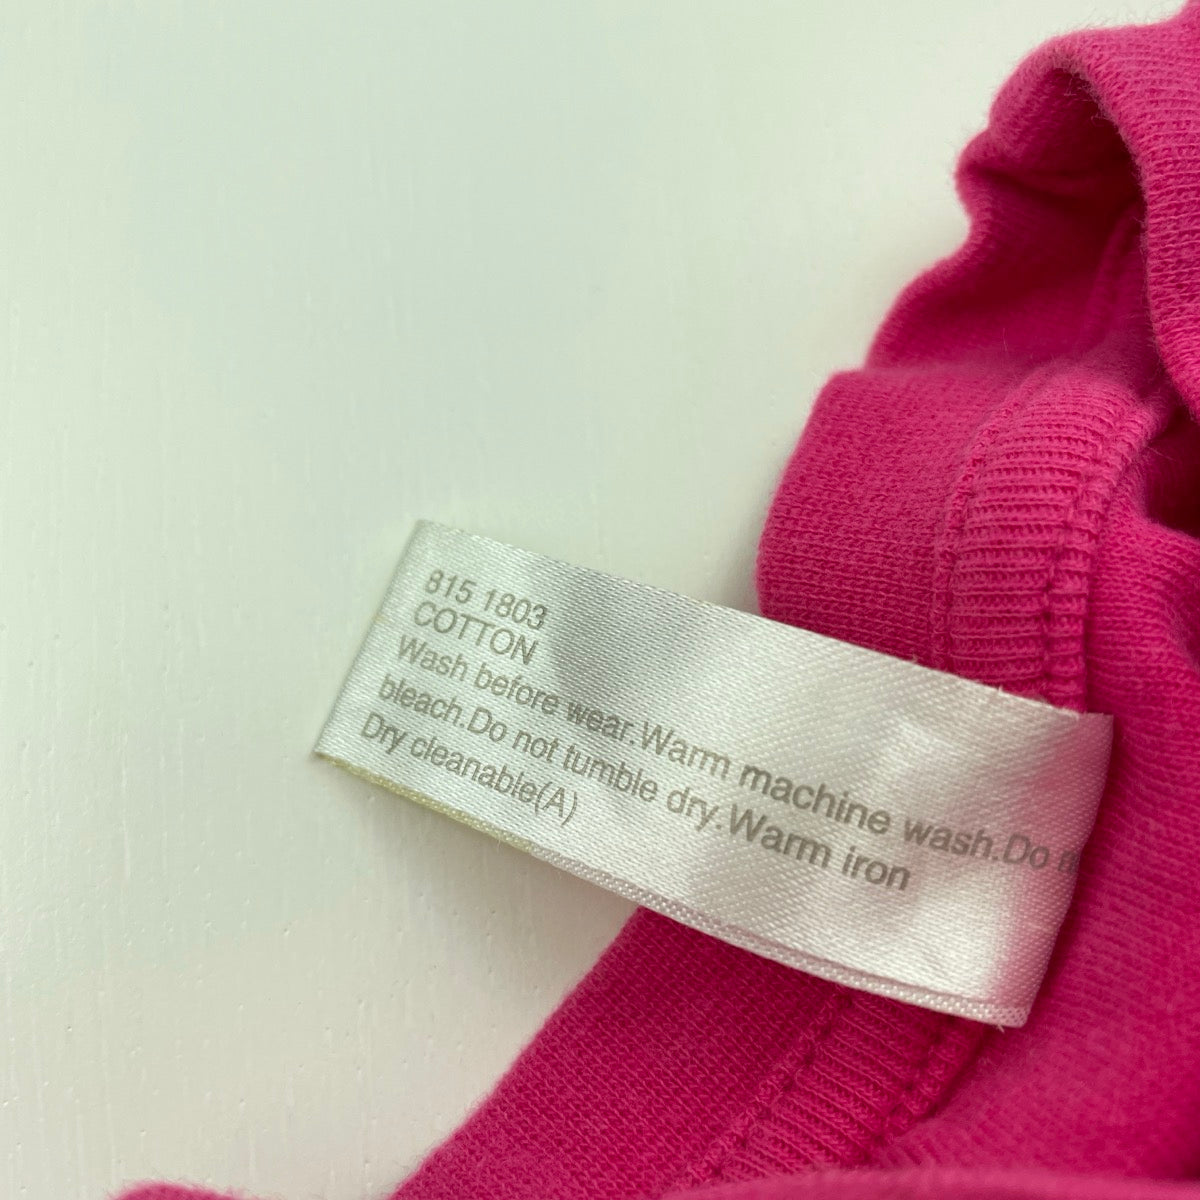 815 1803
COTTON
Wash before wear.Warm machine wash.Do
bleach.Do not tumble dry.Warm iron
Dry cleanable(A)